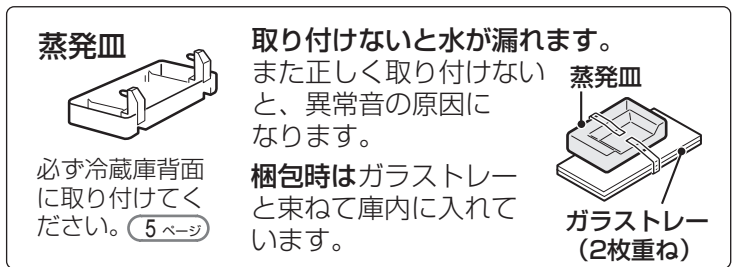 蒸発皿
必ず冷蔵庫背面
に取り付けてく
ださい。 5 ページ
取り付けないと水が漏れます。
また正しく取り付けない
と、異常音の原因に
なります。
梱包時はガラストレー
と束ねて庫内に入れて
います。
蒸発皿
ガラストレー
(2枚重ね)